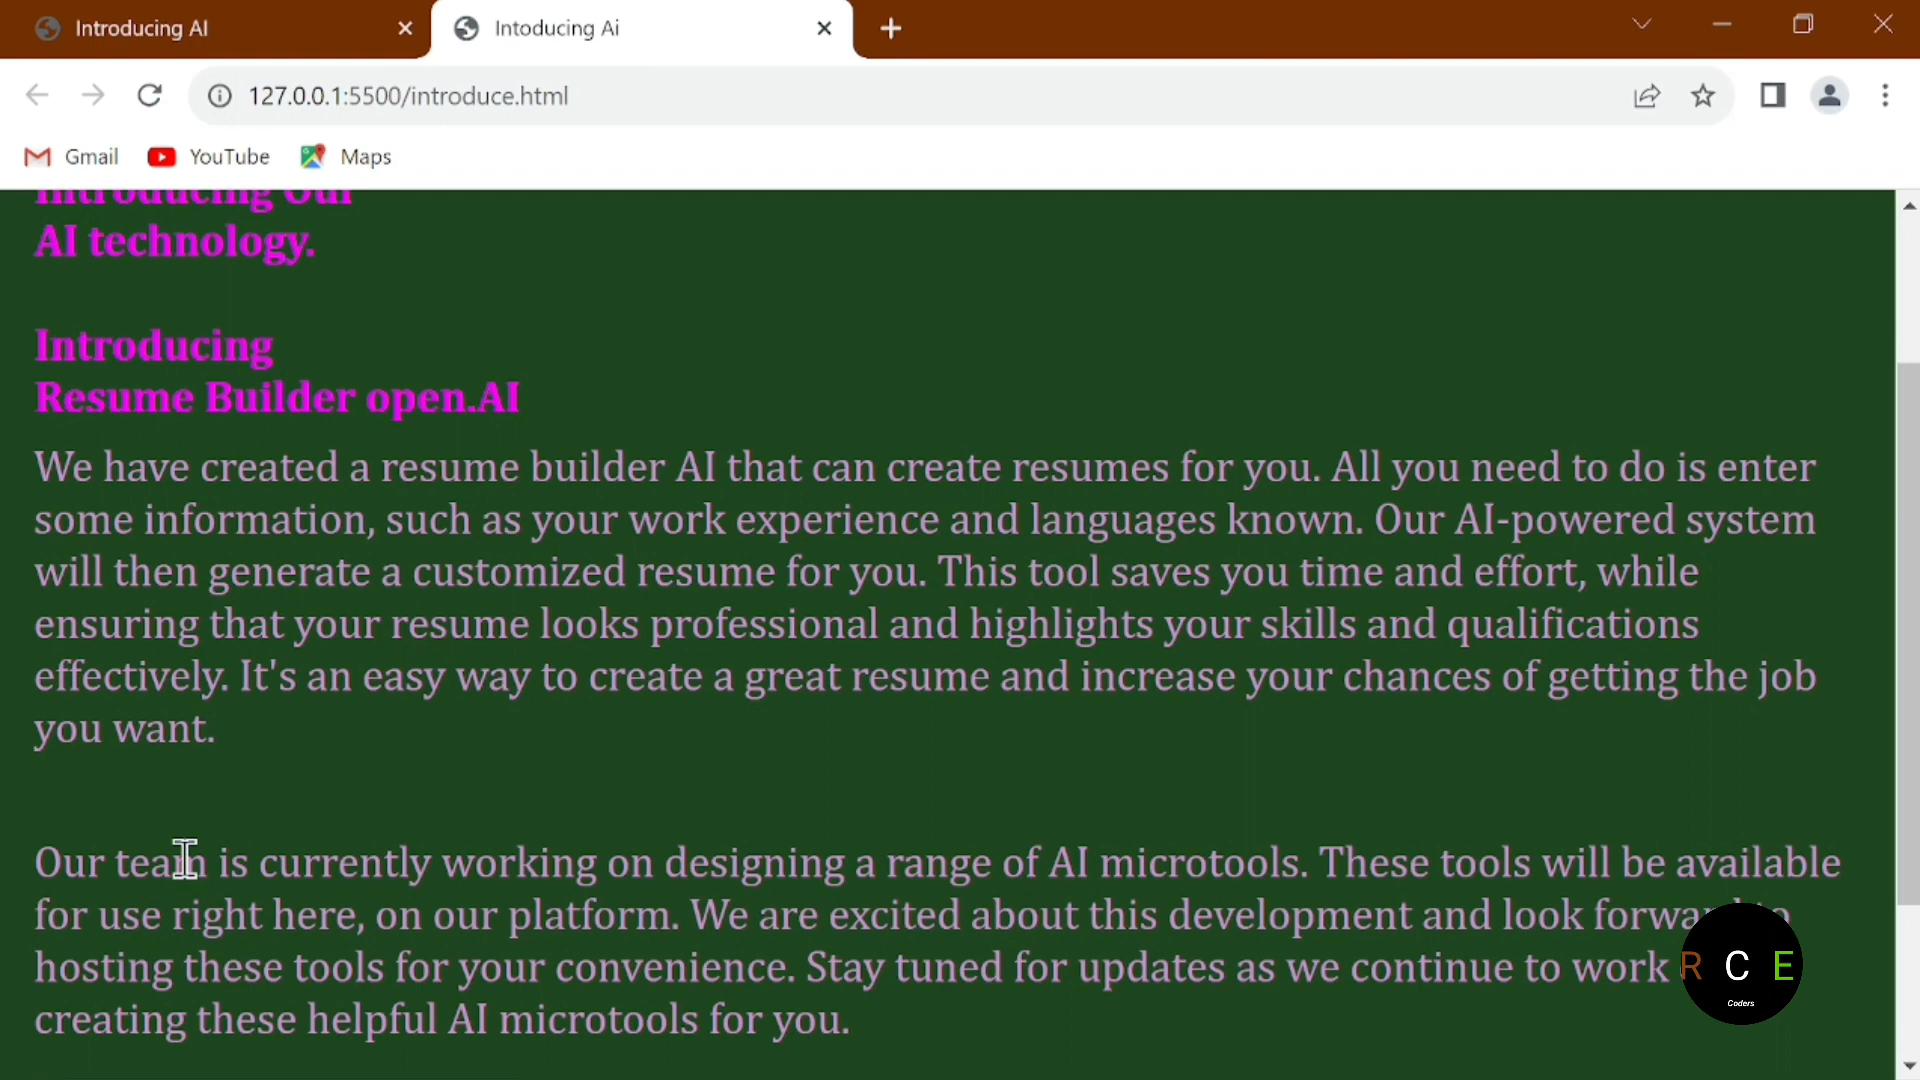 Introducing AI
Intoducing Ai
127.0.0.1:5500/introduce.html
Gmail YouTube Maps
Introducing Our
AI technology.
Introducing
Resume Builder open.AI
We have created a resume builder AI that can create resumes for you. All you need to do is enter
some information, such as your work experience and languages known. Our AI-powered system
will then generate a customized resume for you. This tool saves you time and effort, while
ensuring that your resume looks professional and highlights your skills and qualifications
effectively. It's an easy way to create a great resume and increase your chances of getting the job
you want.
Our team is currently working on designing a range of AI microtools. These tools will be available
for use right here, on our platform. We are excited about this development and look forward to
hosting these tools for your convenience. Stay tuned for updates as we continue to work
creating these helpful AI microtools for you.
R C E
Coders